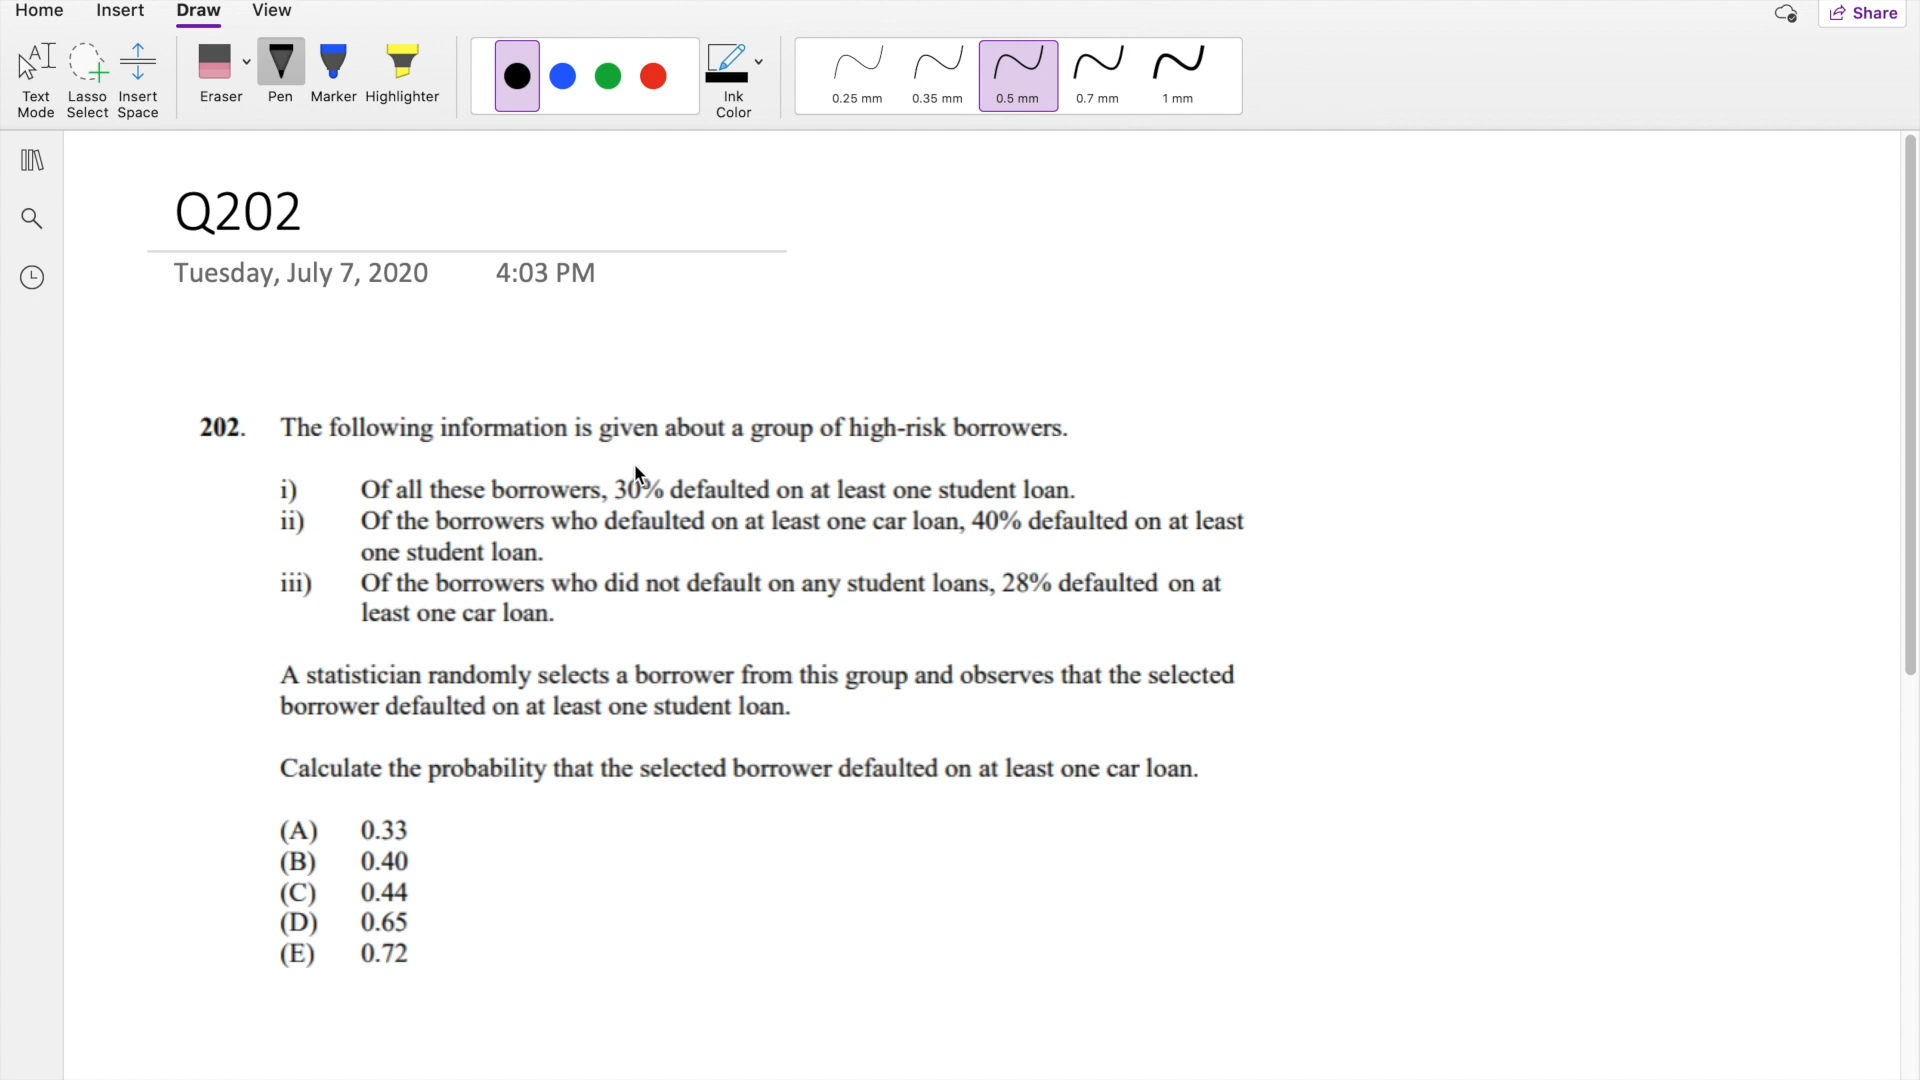 Home Insert Draw View
Share
Text Mode
Lasso Select
Insert Space
Eraser
Pen
Marker
Highlighter
Ink Color
0.25 mm
0.35 mm
0.5 mm
0.7 mm
1 mm
Q202
Tuesday, July 7, 2020 4:03 PM
202. The following information is given about a group of high-risk borrowers.
i) Of all these borrowers, 30% defaulted on at least one student loan.
ii) Of the borrowers who defaulted on at least one car loan, 40% defaulted on at least
one student loan.
iii) Of the borrowers who did not default on any student loans, 28% defaulted on at
least one car loan.
A statistician randomly selects a borrower from this group and observes that the selected
borrower defaulted on at least one student loan.
Calculate the probability that the selected borrower defaulted on at least one car loan.
(A) 0.33
(B) 0.40
(C) 0.44
(D) 0.65
(E) 0.72